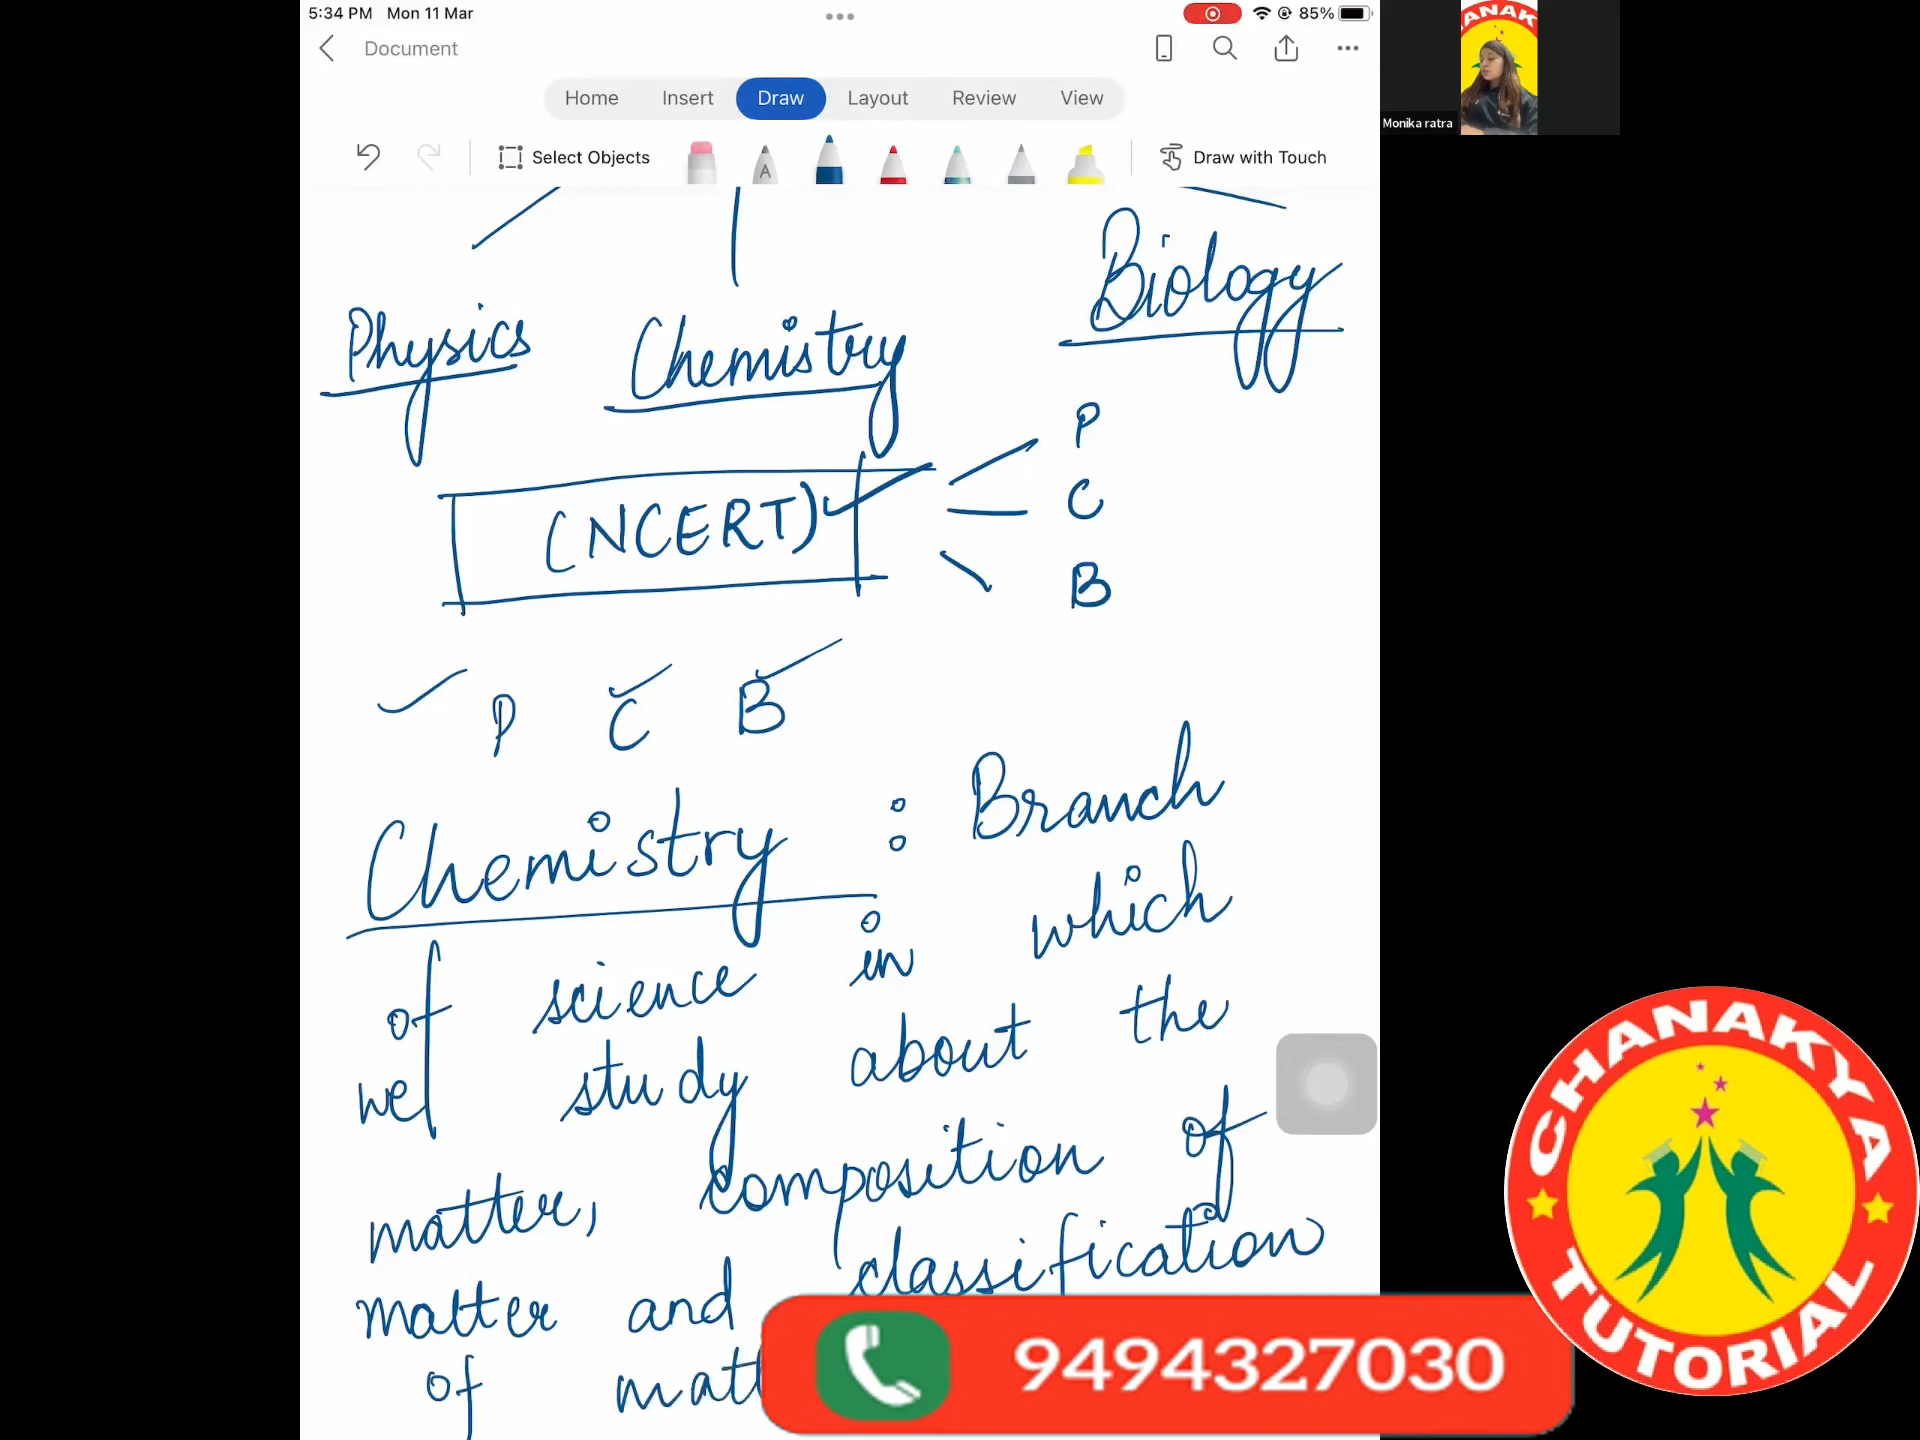 5:34 PM Mon 11 Mar
85%
Document
Home Insert Draw Layout Review View
Select Objects
A
Draw with Touch
CHANAK
Monika ratra
Physics Chemistry Biology
(NCERT)
P
C
B
P C B
Chemistry : Branch
of science in which
we study about the
matter, composition of
matter and classification
of matt
9494327030
CHANAKYA
TUTORIAL